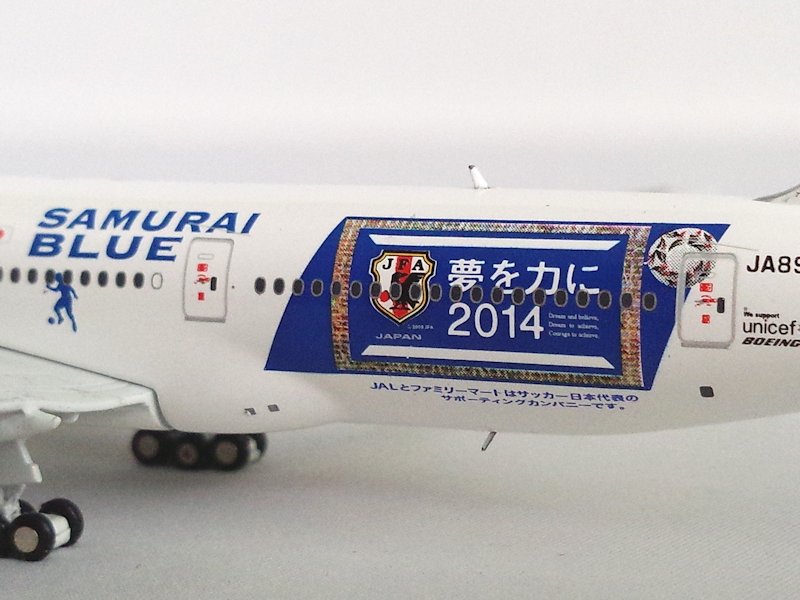 SAMURAI
BLUE
JFA
© 2005 JFA
JAPAN
夢を力に
2014
Dream and believe,
Dream to achieve,
Courage to achieve.
JALとファミリーマートはサッカー日本代表の
サポーティングカンパニーです。
JA89
We support
unicef
BOEING